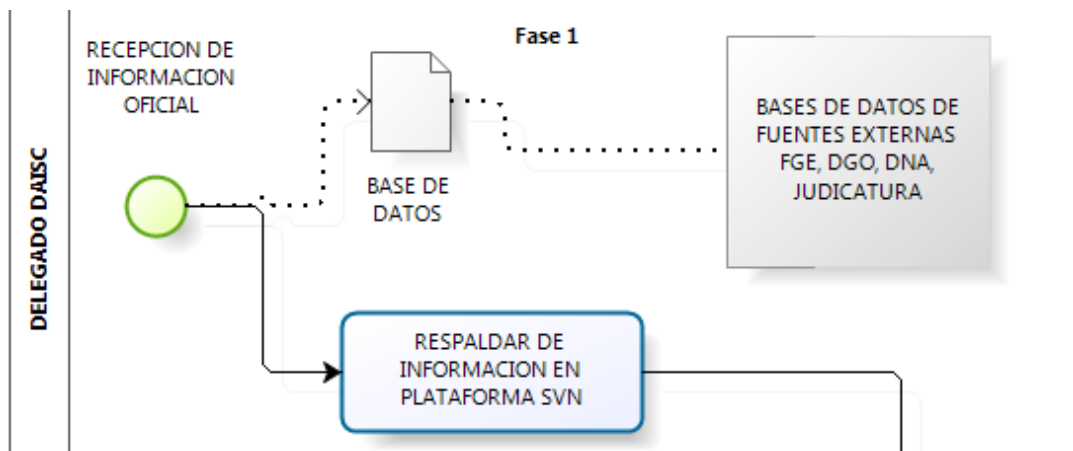 Fase 1
RECEPCION DE
INFORMACION
OFICIAL
BASE DE
DATOS
BASES DE DATOS DE
FUENTES EXTERNAS
FGE, DGO, DNA,
JUDICATURA
DELEGADO DAISC
RESPALDAR DE
INFORMACION EN
PLATAFORMA SVN